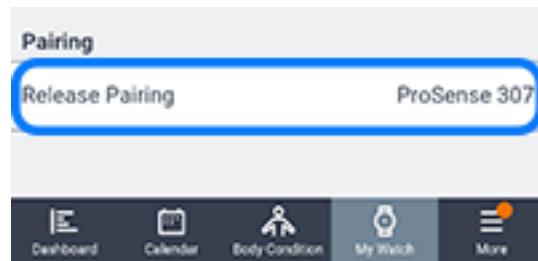 Pairing
Release Pairing ProSense 307
Dashboard Calendar Body Condition My Watch More